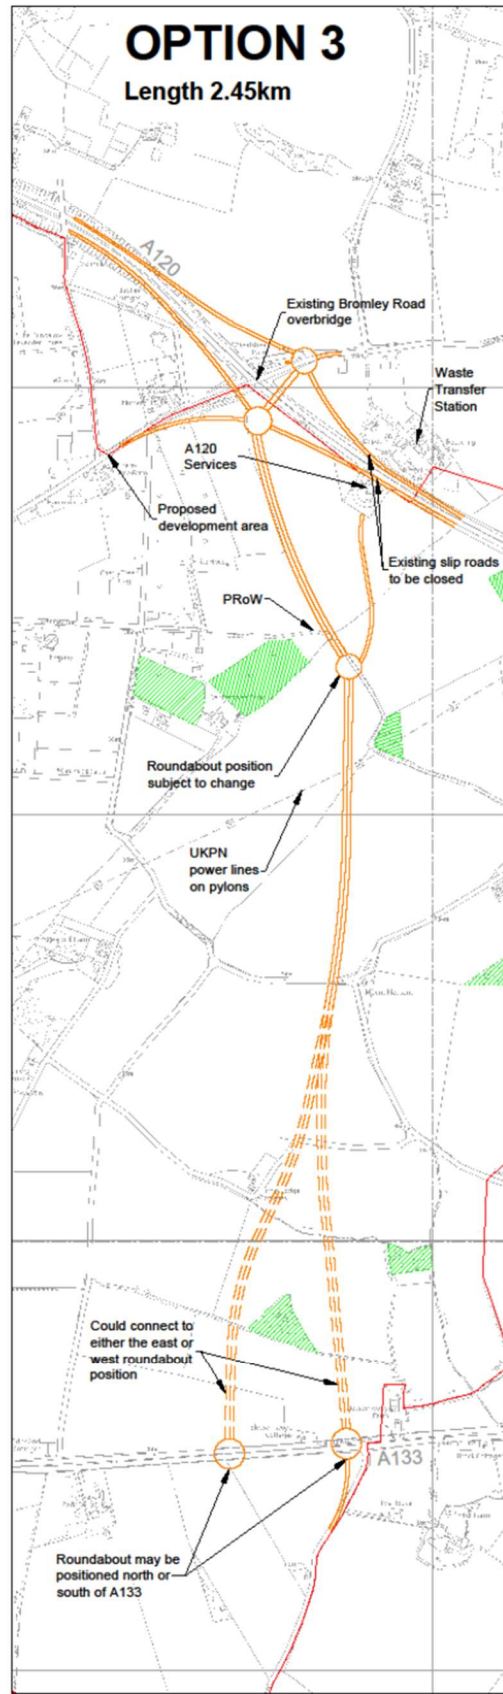 OPTION 3
Length 2.45km
A120
Existing Bromley Road
overbridge
Waste
Transfer
Station
A120
Services
Proposed
development area
Existing slip roads
to be closed
PRoW
Roundabout position
subject to change
UKPN
power lines
on pylons
Could connect to
either the east or
west roundabout
position
A133
Roundabout may be
positioned north or
south of A133